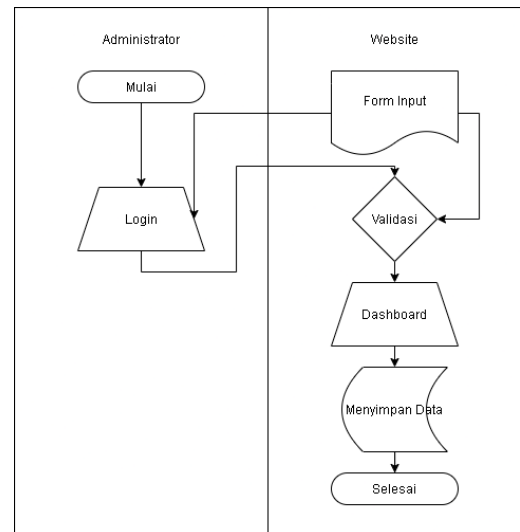 Administrator
Website
Mulai
Form Input
Login
Validasi
Dashboard
Menyimpan Data
Selesai